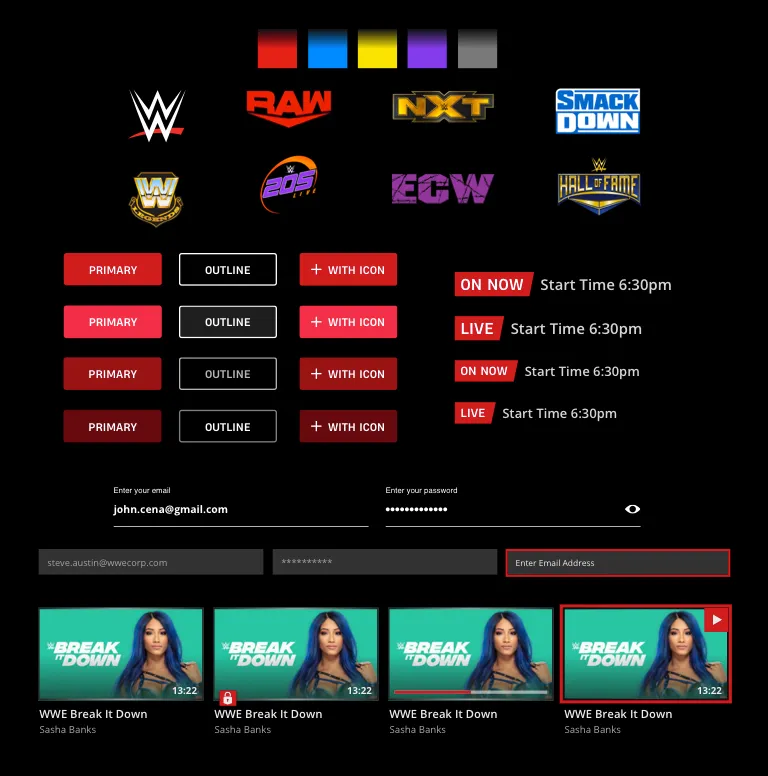 W
RAW
NXT
SMACK
DOWN
W
LEGENDS
W
205
LIVE
ECW
W
HALL OF FAME
PRIMARY
OUTLINE
+ WITH ICON
ON NOW Start Time 6:30pm
PRIMARY
OUTLINE
+ WITH ICON
LIVE Start Time 6:30pm
PRIMARY
OUTLINE
+ WITH ICON
ON NOW Start Time 6:30pm
PRIMARY
OUTLINE
+ WITH ICON
LIVE Start Time 6:30pm
Enter your email
john.cena@gmail.com
Enter your password
•••••••••••••
steve.austin@wwecorp.com
**********
Enter Email Address
W BREAK
IT DOWN
13:22
WWE Break It Down
Sasha Banks
W BREAK
IT DOWN
13:22
WWE Break It Down
Sasha Banks
W BREAK
IT DOWN
WWE Break It Down
Sasha Banks
W BREAK
IT DOWN
13:22
WWE Break It Down
Sasha Banks